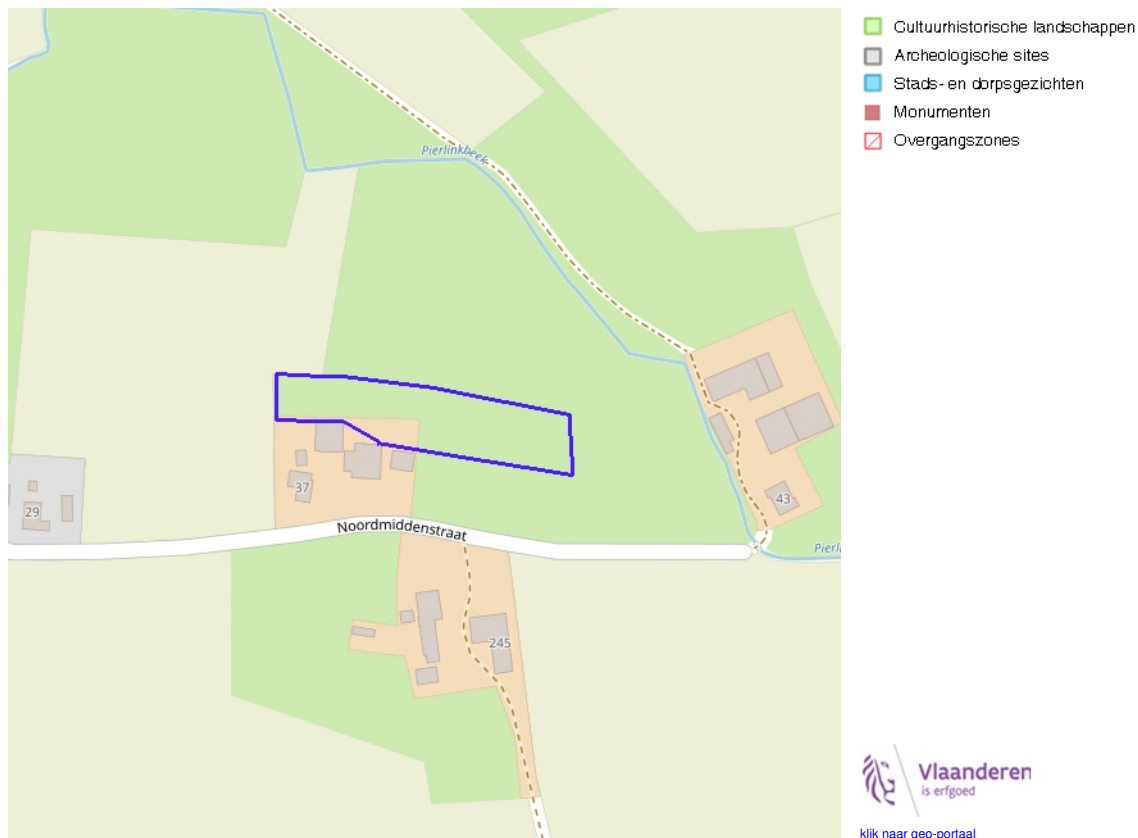 Cultuurhistorische landschappen
Archeologische sites
Stads- en dorpsgezichten
Monumenten
Overgangszones
Pierlinkbeek
37
29
43
Noordmiddenstraat
245
Vlaanderen
is erfgoed
klik naar geo-portaal